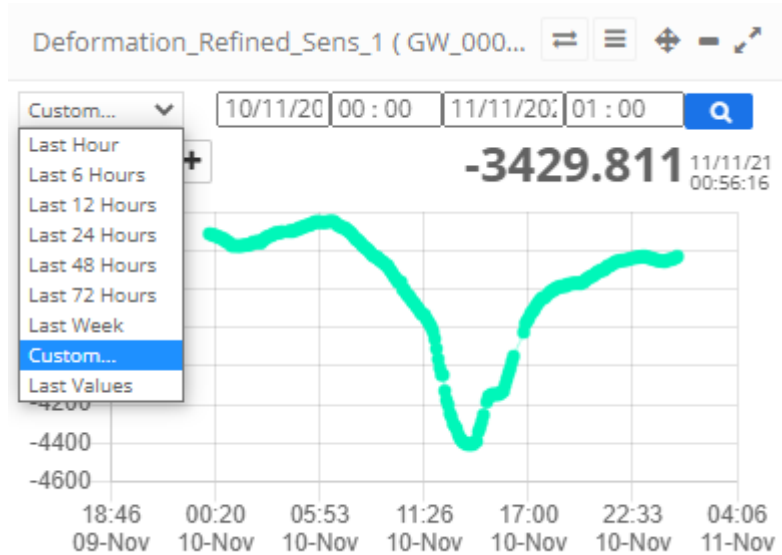 Deformation_Refined_Sens_1 ( GW_000...
Custom...
10/11/20 00 : 00 11/11/202 01 : 00
Last Hour
Last 6 Hours
Last 12 Hours
Last 24 Hours
Last 48 Hours
Last 72 Hours
Last Week
Custom...
Last Values
+
-3429.811 11/11/21
00:56:16
-4200
-4400
-4600
18:46 00:20 05:53 11:26 17:00 22:33 04:06
09-Nov 10-Nov 10-Nov 10-Nov 10-Nov 10-Nov 11-Nov